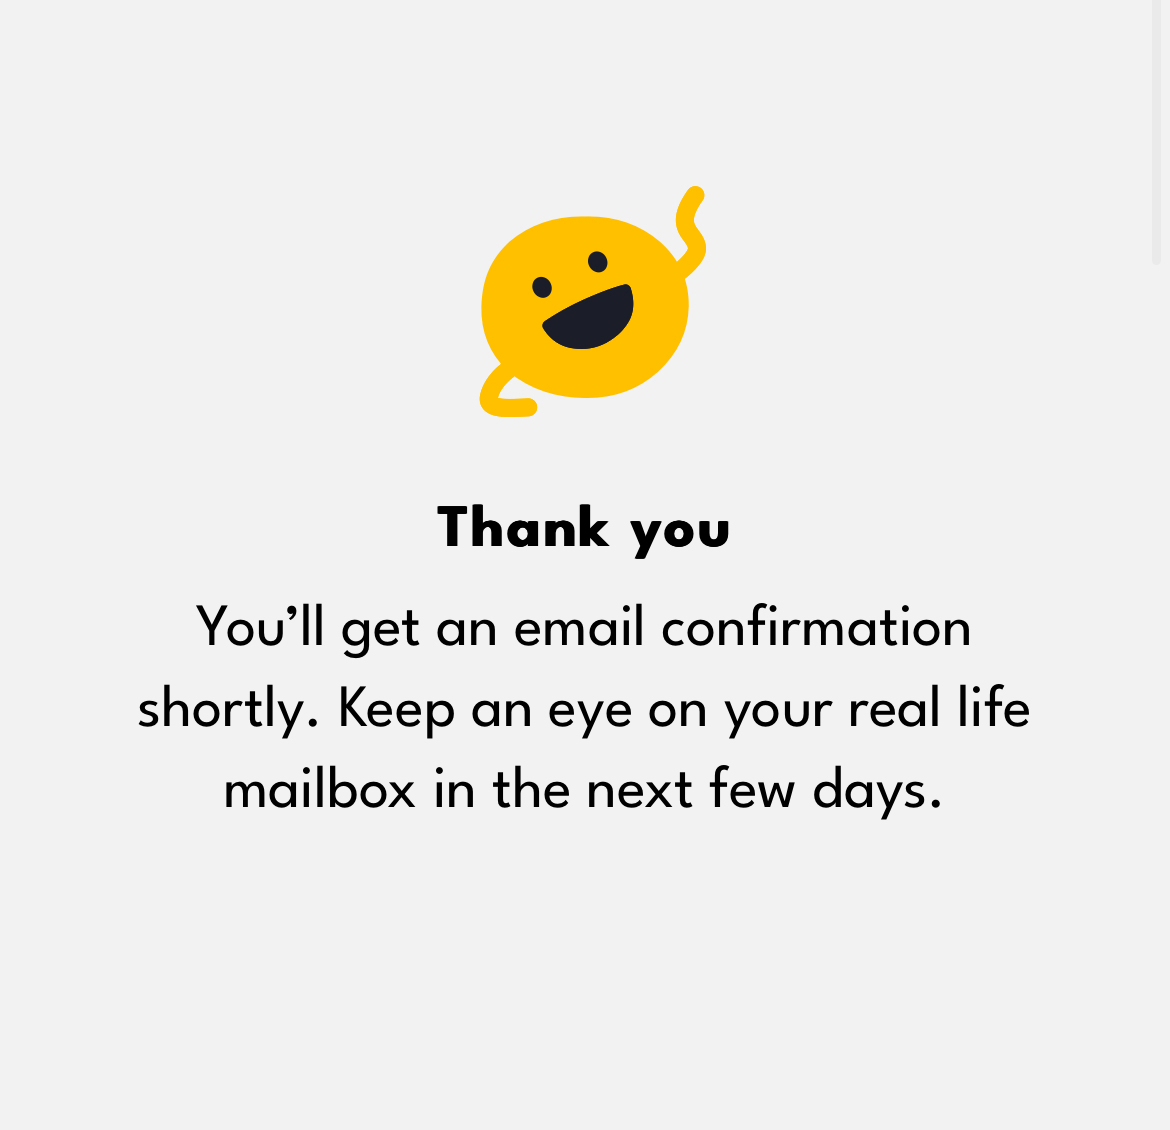 Thank you
You’ll get an email confirmation
shortly. Keep an eye on your real life
mailbox in the next few days.